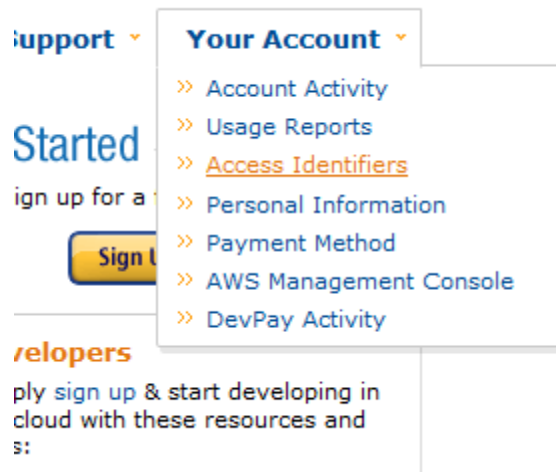 Support Your Account
» Account Activity
» Usage Reports
» Access Identifiers
» Personal Information
» Payment Method
» AWS Management Console
» DevPay Activity
Started
ign up for a
Sign U
velopers
ply sign up & start developing in
cloud with these resources and
s: